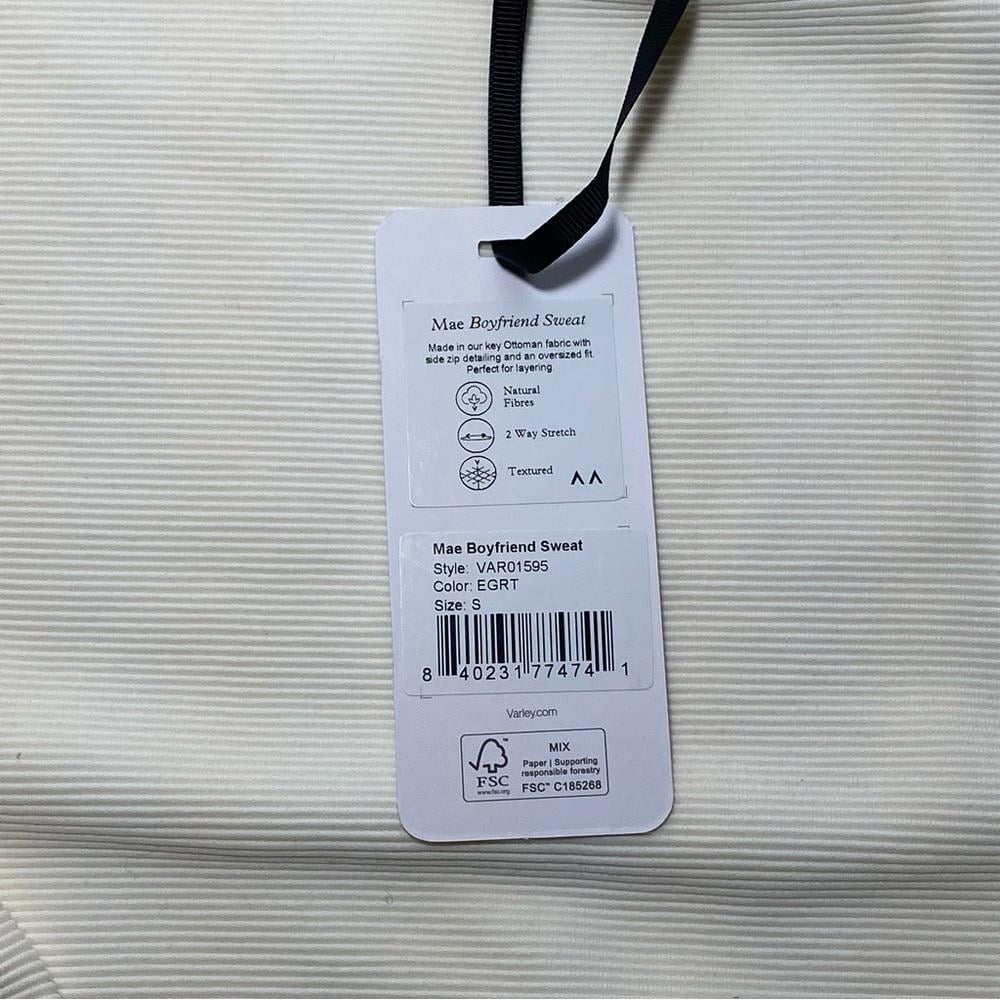 Mae Boyfriend Sweat
Made in our key Ottoman fabric with
side zip detailing and an oversized fit.
Perfect for layering.
Natural
Fibres
2 Way Stretch
Textured
Mae Boyfriend Sweat
Style: VAR01595
Color: EGRT
Size: S
8 40231 77474 1
Varley.com
FSC™
www.fsc.org
MIX
Paper | Supporting
responsible forestry
FSC™ C185268